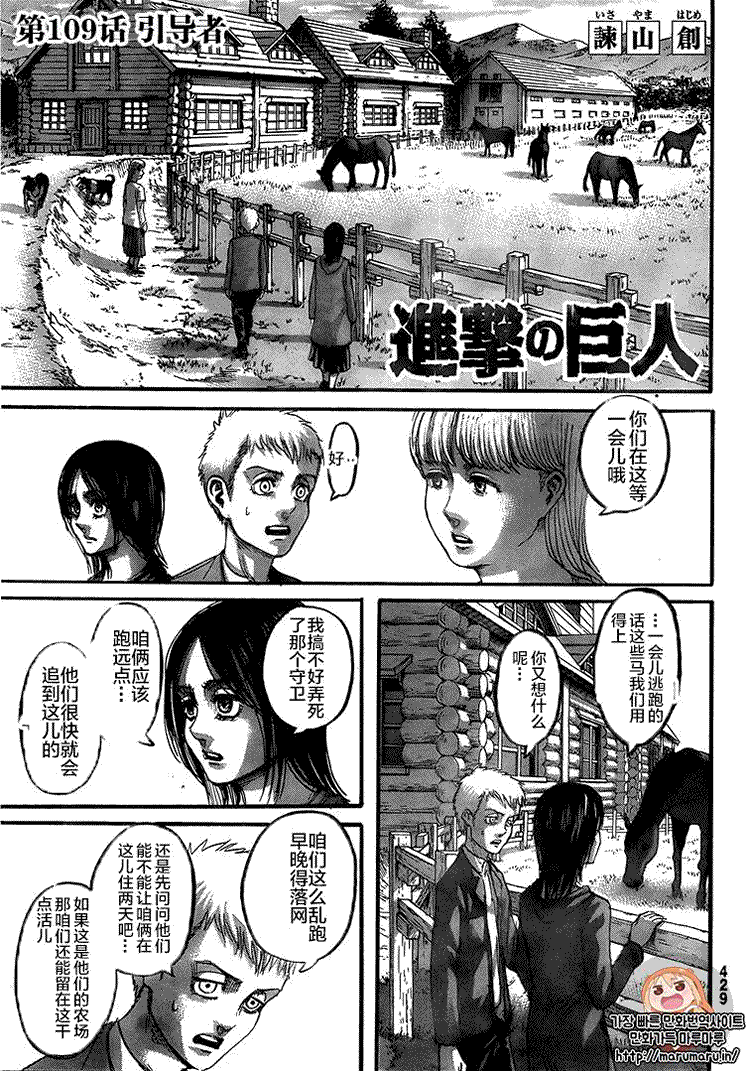 第109话 引导者
いさ やま はじめ
諫山創
進撃の巨人
你们在这等
一会儿哦
好…
…一会儿逃跑的
话这些马我们用
得上
你又想什么
呢…
我搞不好弄死
了那个守卫
咱俩应该
跑远点…
他们很快就会
追到这儿的
咱们这么乱跑
早晚得落网
还是先问问他们
能不能让咱俩在
这儿住两天吧…
如果这是他们的农场
那咱们还能留在这干
点活儿
429
가장 빠른 만화번역사이트
만화가득 마루마루
http://marumaru.in/